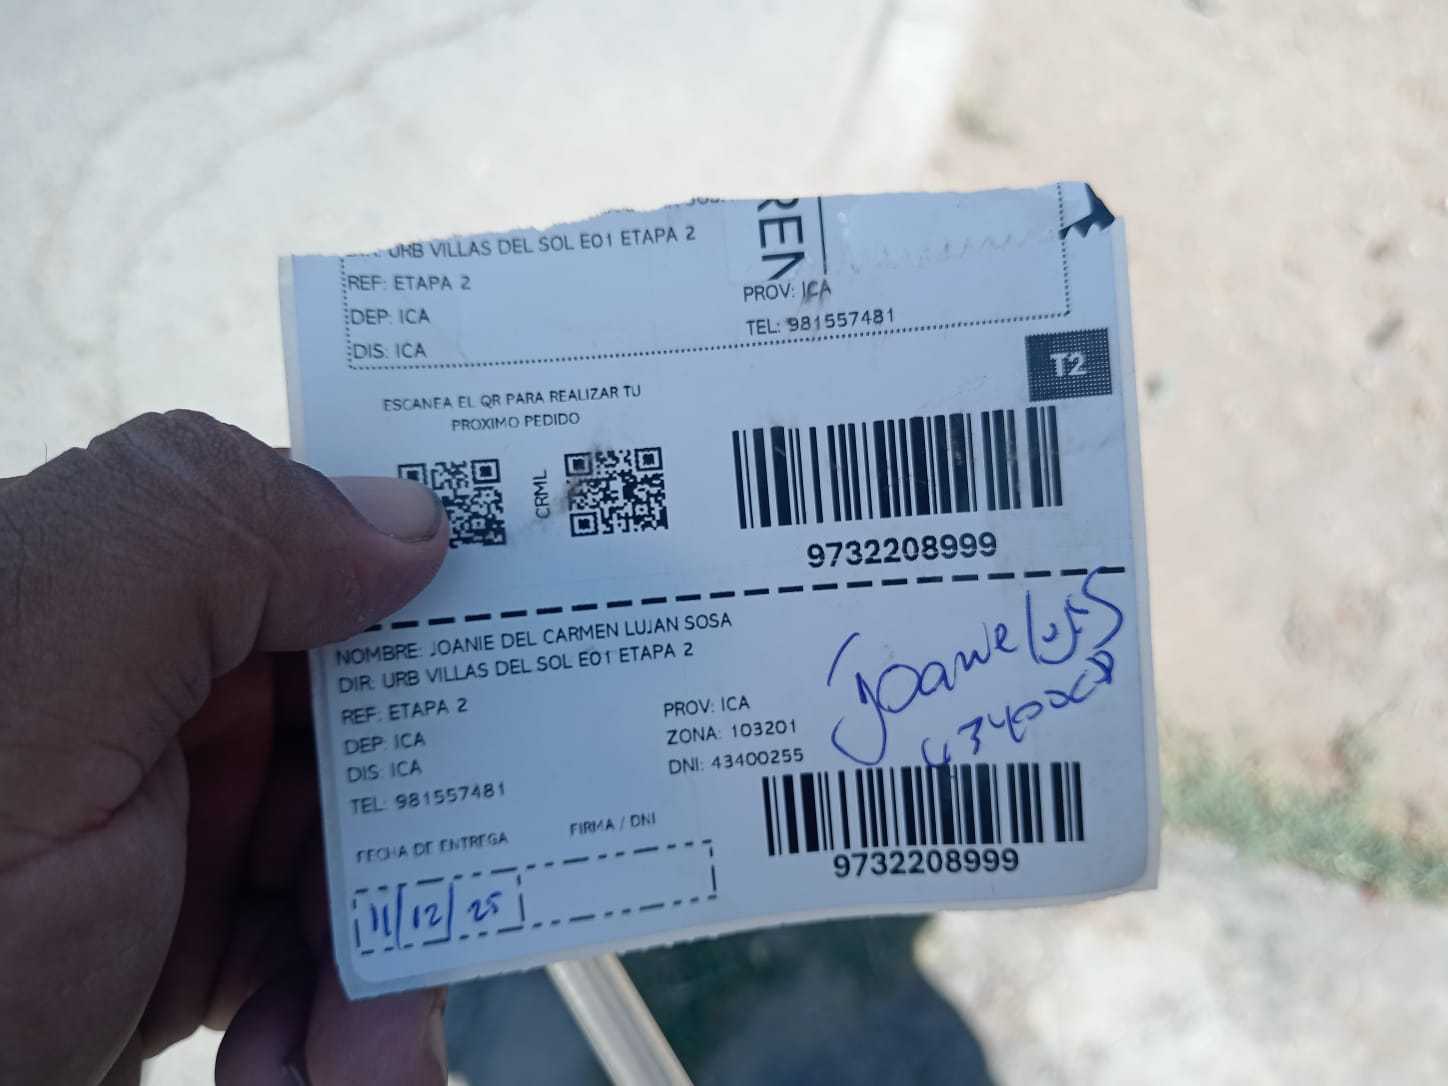 DIR: URB VILLAS DEL SOL E01 ETAPA 2
REF: ETAPA 2
DEP: ICA
DIS: ICA
REN
PROV: ICA
TEL: 981557481
T2
ESCANEA EL QR PARA REALIZAR TU
PROXIMO PEDIDO
CRML
9732208999
NOMBRE: JOANIE DEL CARMEN LUJAN SOSA
DIR: URB VILLAS DEL SOL E01 ETAPA 2
REF: ETAPA 2
DEP: ICA
DIS: ICA
TEL: 981557481
PROV: ICA
ZONA: 103201
DNI: 43400255
Joanie
FECHA DE ENTREGA
FIRMA / DNI
11/12/25
9732208999